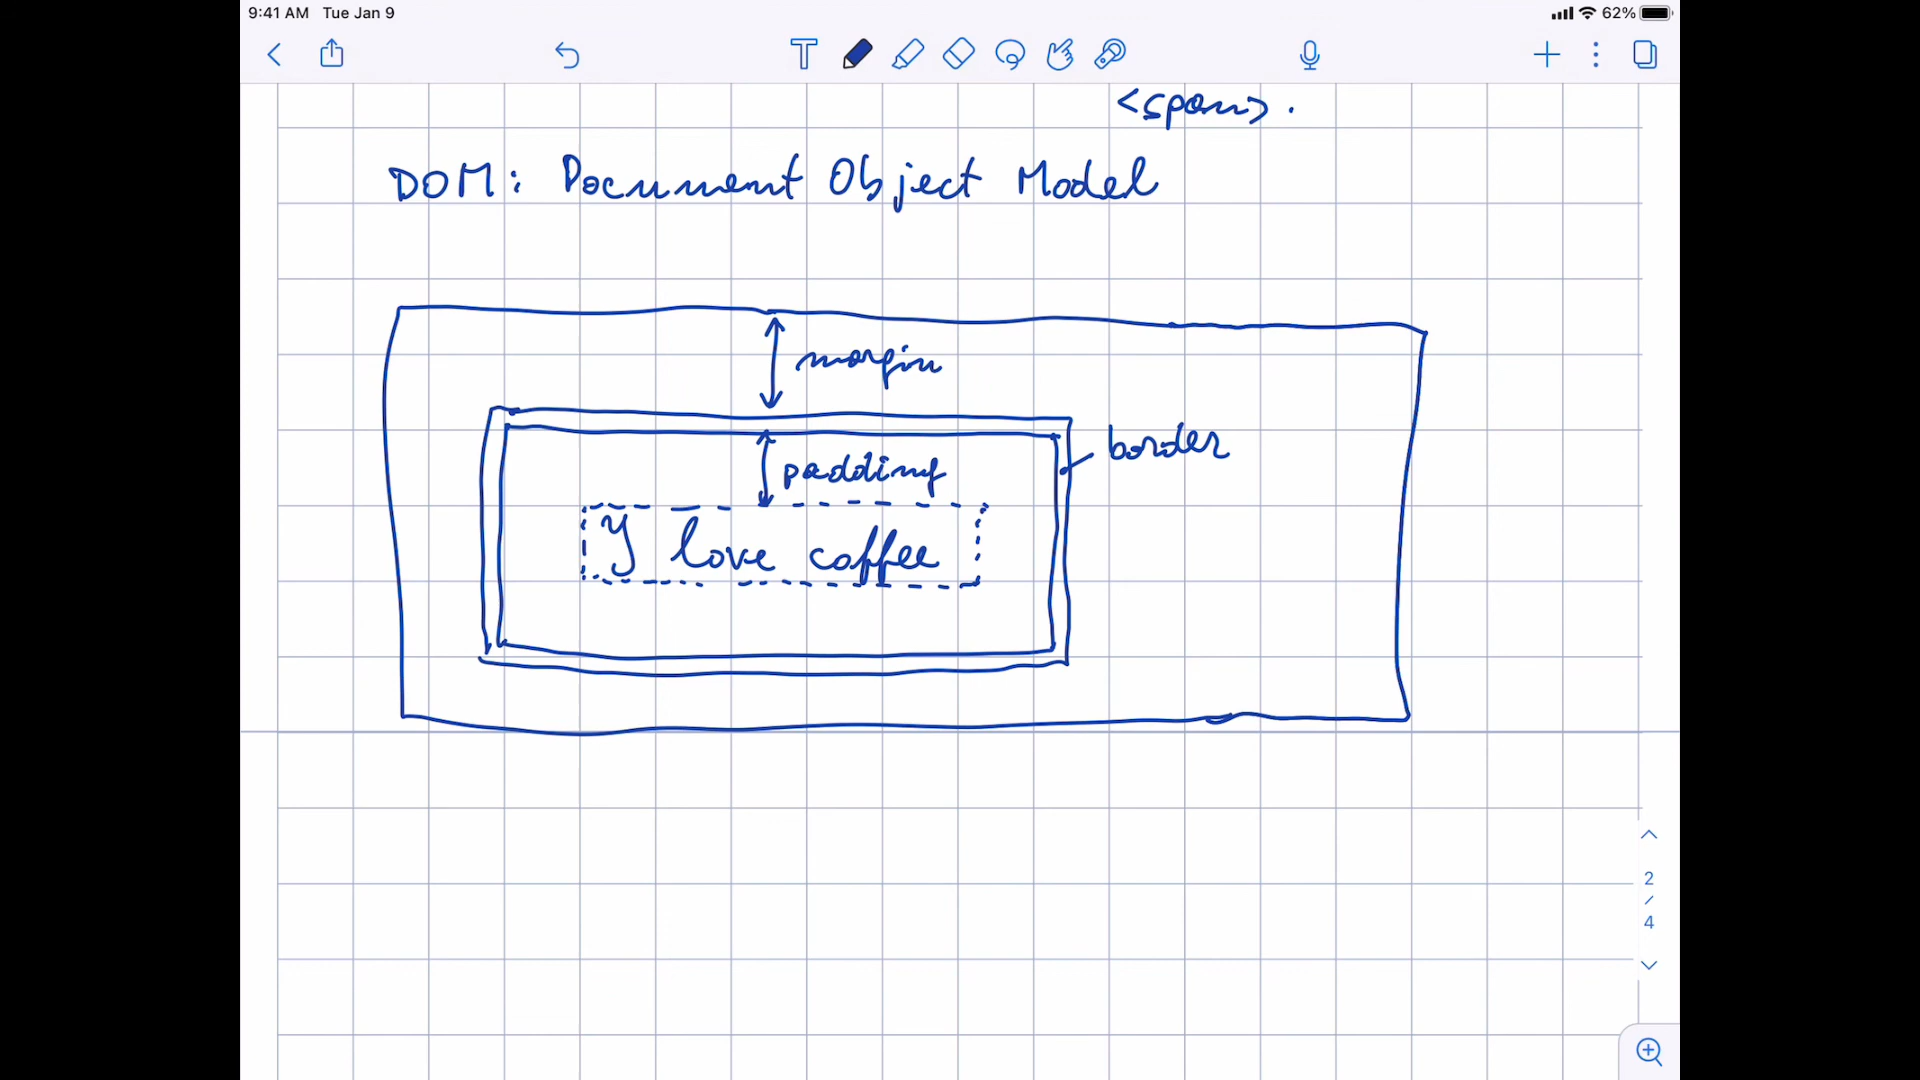 9:41 AM Tue Jan 9
62%
<span>.
DOM: Document Object Model
margin
border
padding
I love coffee
2
/
4